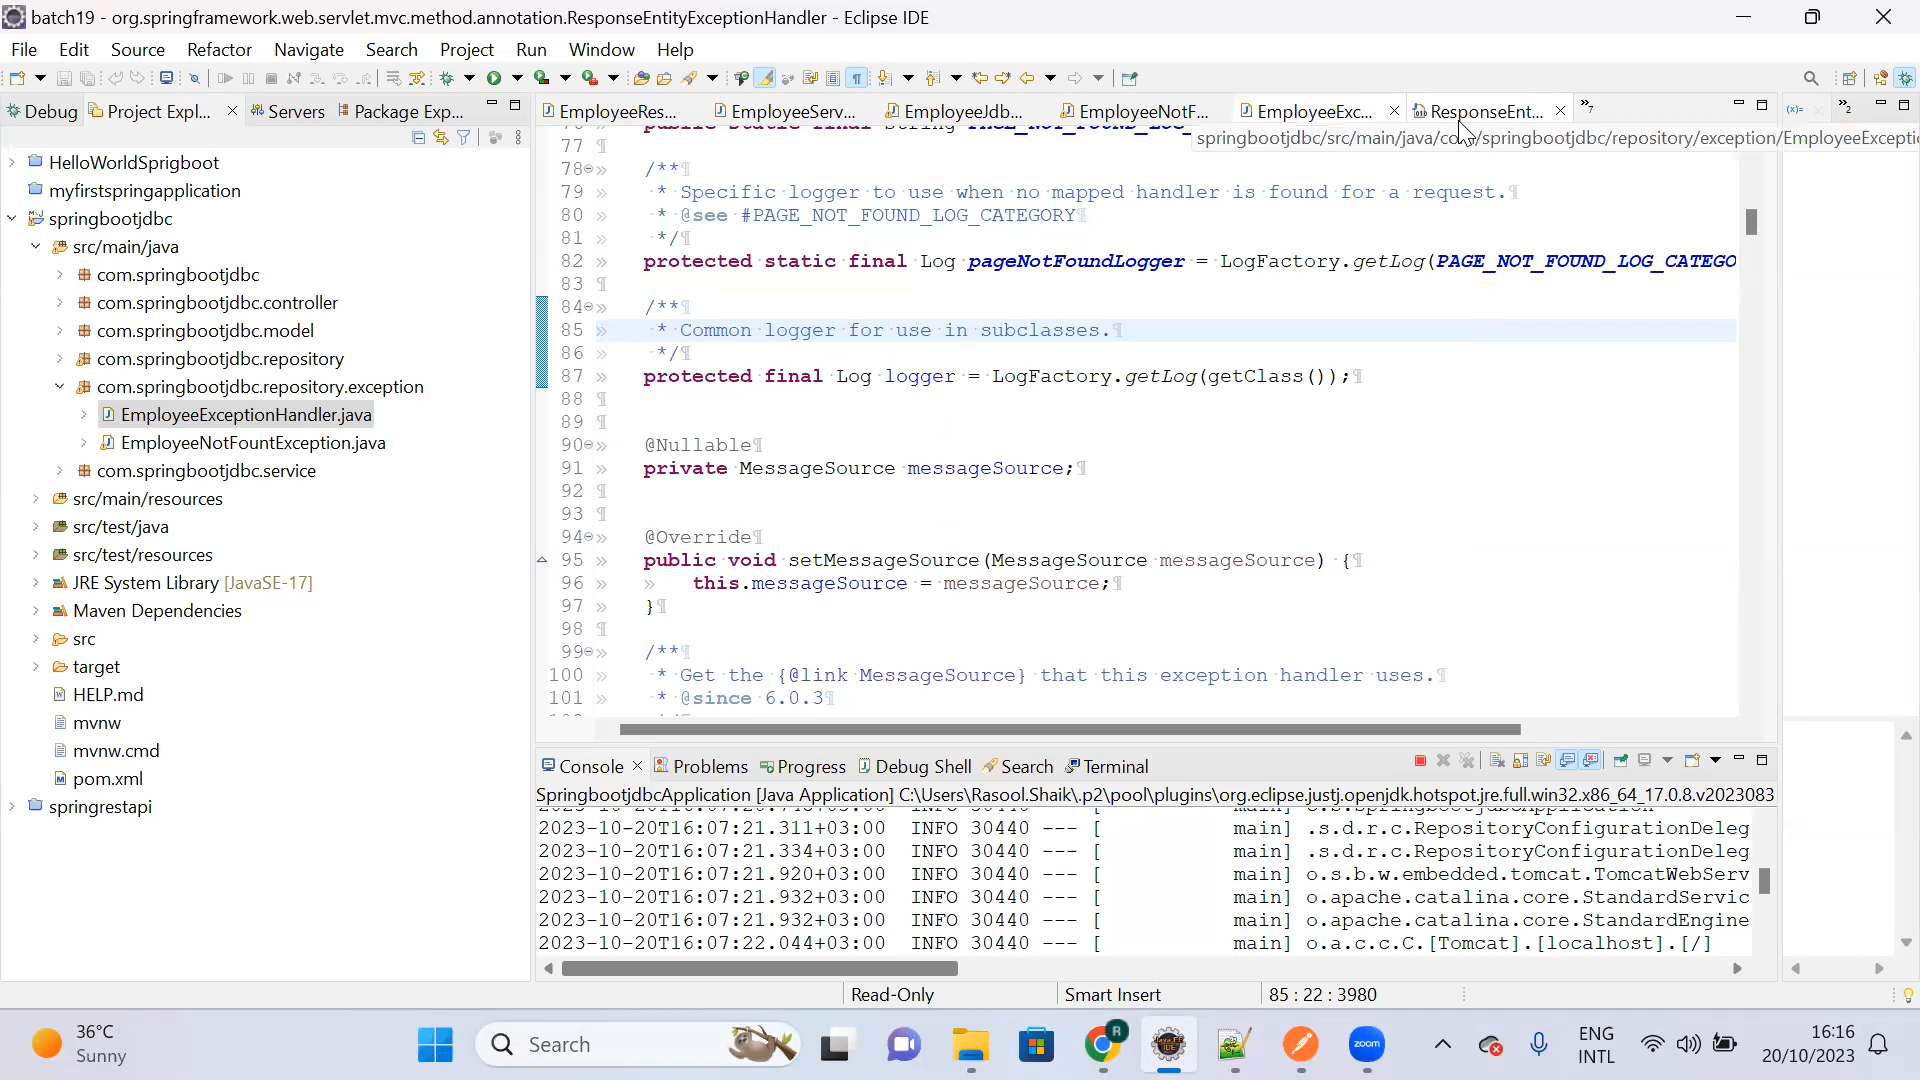 batch19 - org.springframework.web.servlet.mvc.method.annotation.ResponseEntityExceptionHandler - Eclipse IDE
File Edit Source Refactor Navigate Search Project Run Window Help
Debug Project Expl... Servers Package Exp...
EmployeeRes... EmployeeServ... EmployeeJdb... EmployeeNotF... EmployeeExc... ResponseEnt... 7
2
springbootjdbc/src/main/java/com/springbootjdbc/repository/exception/EmployeeExcepti
HelloWorldSprigboot
myfirstspringapplication
springbootjdbc
src/main/java
com.springbootjdbc
com.springbootjdbc.controller
com.springbootjdbc.model
com.springbootjdbc.repository
com.springbootjdbc.repository.exception
EmployeeExceptionHandler.java
EmployeeNotFountException.java
com.springbootjdbc.service
src/main/resources
src/test/java
src/test/resources
JRE System Library [JavaSE-17]
Maven Dependencies
src
target
HELP.md
mvnw
mvnw.cmd
pom.xml
springrestapi
77
78 /**
79 * Specific logger to use when no mapped handler is found for a request.
80 * @see #PAGE_NOT_FOUND_LOG_CATEGORY
81 */
82 protected static final Log pageNotFoundLogger = LogFactory.getLog(PAGE_NOT_FOUND_LOG_CATEGO
83
84 /**
85 * Common logger for use in subclasses.
86 */
87 protected final Log logger = LogFactory.getLog(getClass());
88
89
90 @Nullable
91 private MessageSource messageSource;
92
93
94 @Override
95 public void setMessageSource(MessageSource messageSource) {
96 this.messageSource = messageSource;
97 }
98
99 /**
100 * Get the {@link MessageSource} that this exception handler uses.
101 * @since 6.0.3
Console Problems Progress Debug Shell Search Terminal
SpringbootjdbcApplication [Java Application] C:\Users\Rasool.Shaik\.p2\pool\plugins\org.eclipse.justj.openjdk.hotspot.jre.full.win32.x86_64_17.0.8.v2023083
2023-10-20T16:07:21.311+03:00 INFO 30440 --- [ main] .s.d.r.c.RepositoryConfigurationDeleg
2023-10-20T16:07:21.334+03:00 INFO 30440 --- [ main] .s.d.r.c.RepositoryConfigurationDeleg
2023-10-20T16:07:21.920+03:00 INFO 30440 --- [ main] o.s.b.w.embedded.tomcat.TomcatWebServ
2023-10-20T16:07:21.932+03:00 INFO 30440 --- [ main] o.apache.catalina.core.StandardServic
2023-10-20T16:07:21.932+03:00 INFO 30440 --- [ main] o.apache.catalina.core.StandardEngine
2023-10-20T16:07:22.044+03:00 INFO 30440 --- [ main] o.a.c.c.C.[Tomcat].[localhost].[/]
Read-Only Smart Insert 85 : 22 : 3980
36°C
Sunny
Search
R
zoom
ENG
INTL
16:16
20/10/2023